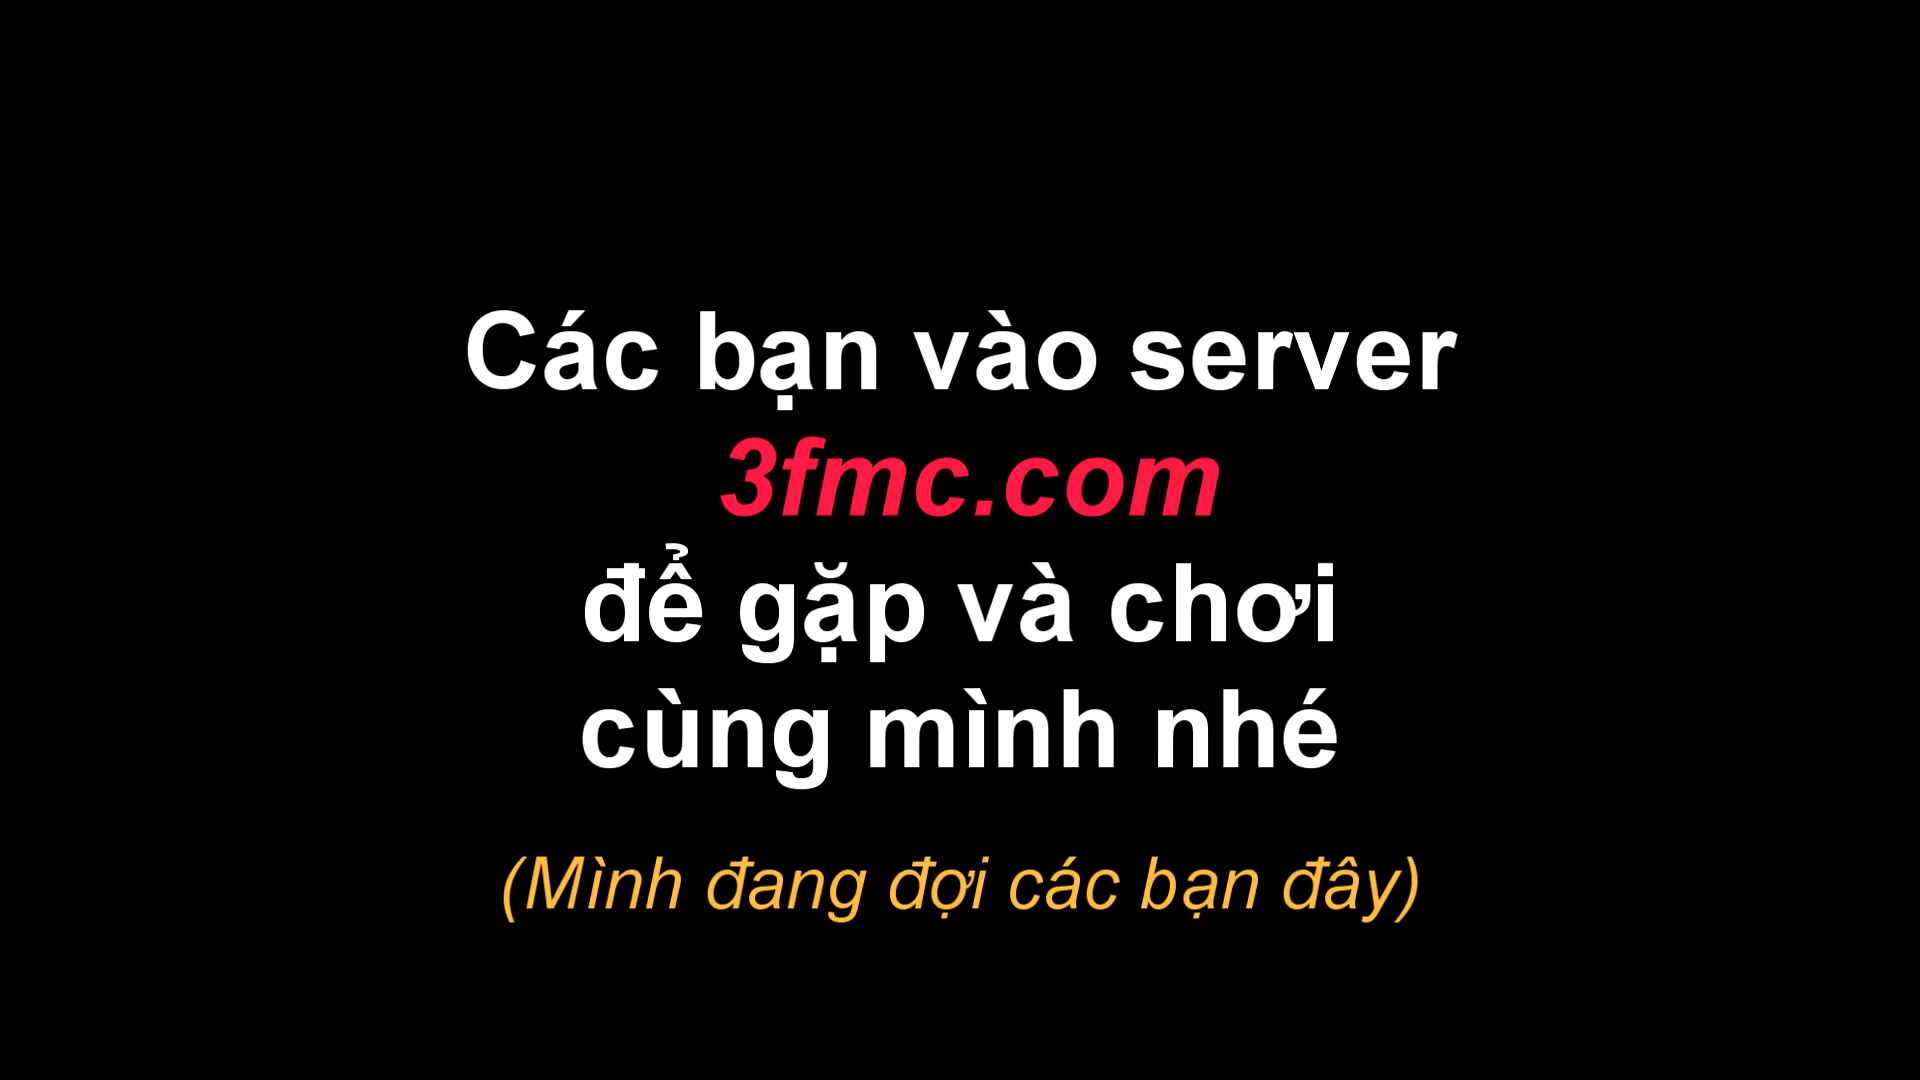 Các bạn vào server
3fmc.com
để gặp và chơi
cùng mình nhé
(Mình đang đợi các bạn đây)